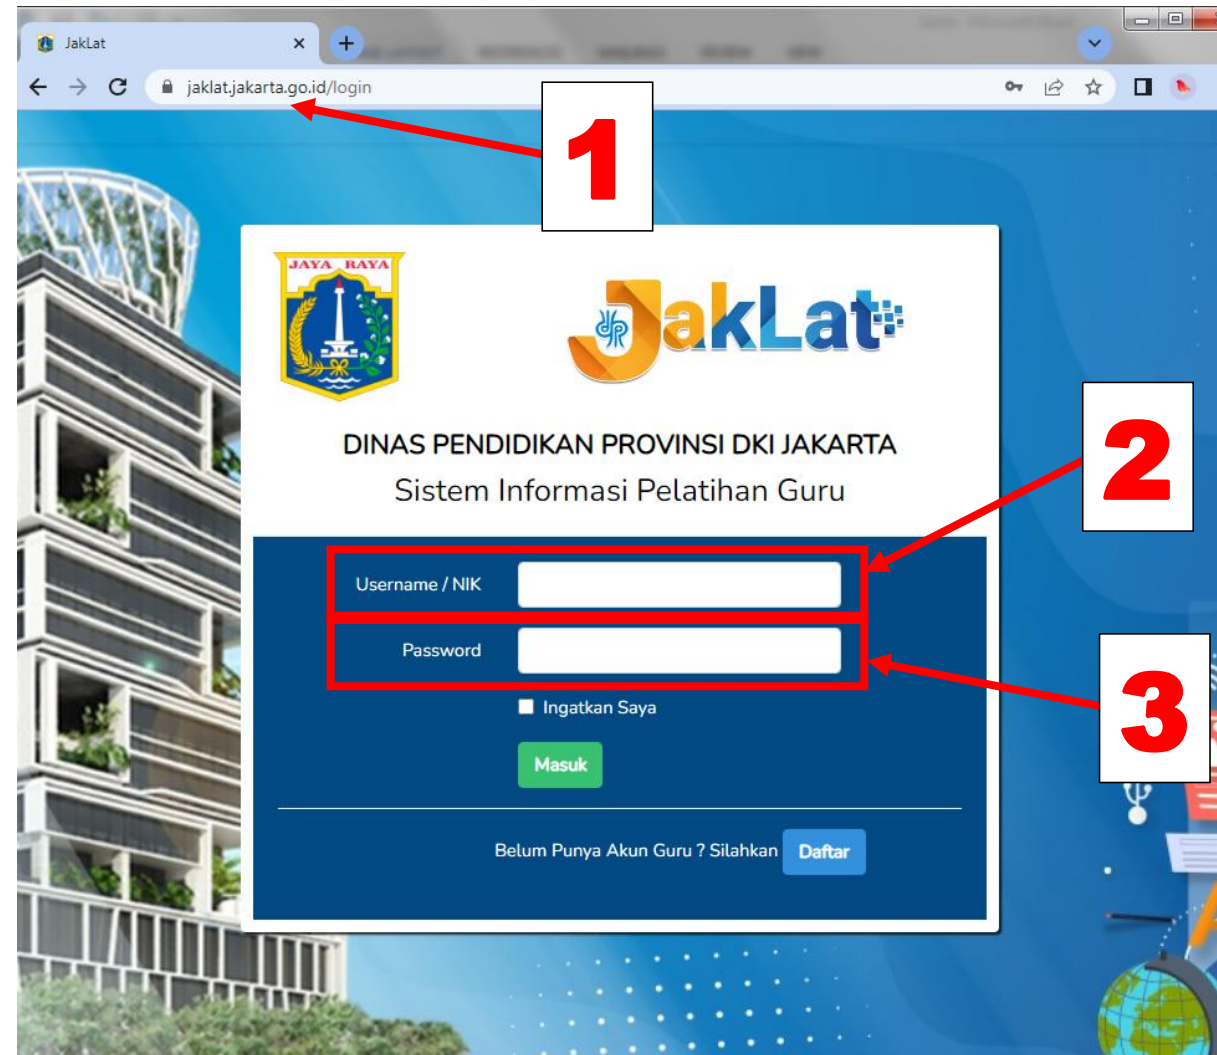 JakLat
jaklat.jakarta.go.id/login
1
JAYA RAYA
JakLat
DINAS PENDIDIKAN PROVINSI DKI JAKARTA
Sistem Informasi Pelatihan Guru
2
Username / NIK
Password
3
Ingatkan Saya
Masuk
Belum Punya Akun Guru ? Silahkan Daftar